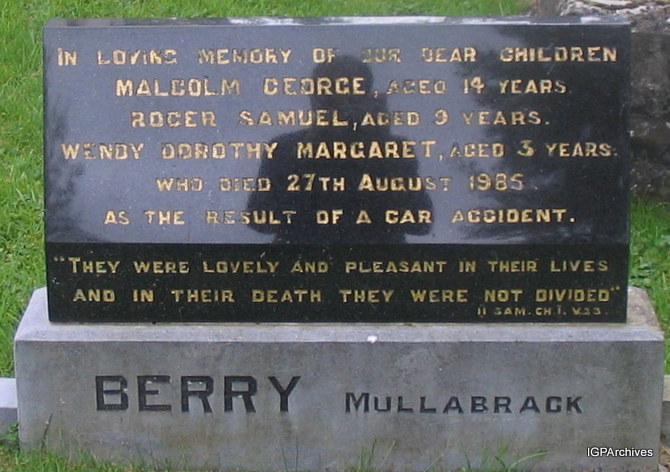 In loving memory of our dear children
Malcolm George, aged 14 years.
Roger Samuel, aged 9 years.
Wendy Dorothy Margaret, aged 3 years.
who died 27th August 1985
as the result of a car accident.
"They were lovely and pleasant in their lives
and in their death they were not divided"
II Sam. Ch.1. v23.
BERRY Mullabrack
IGPArchives